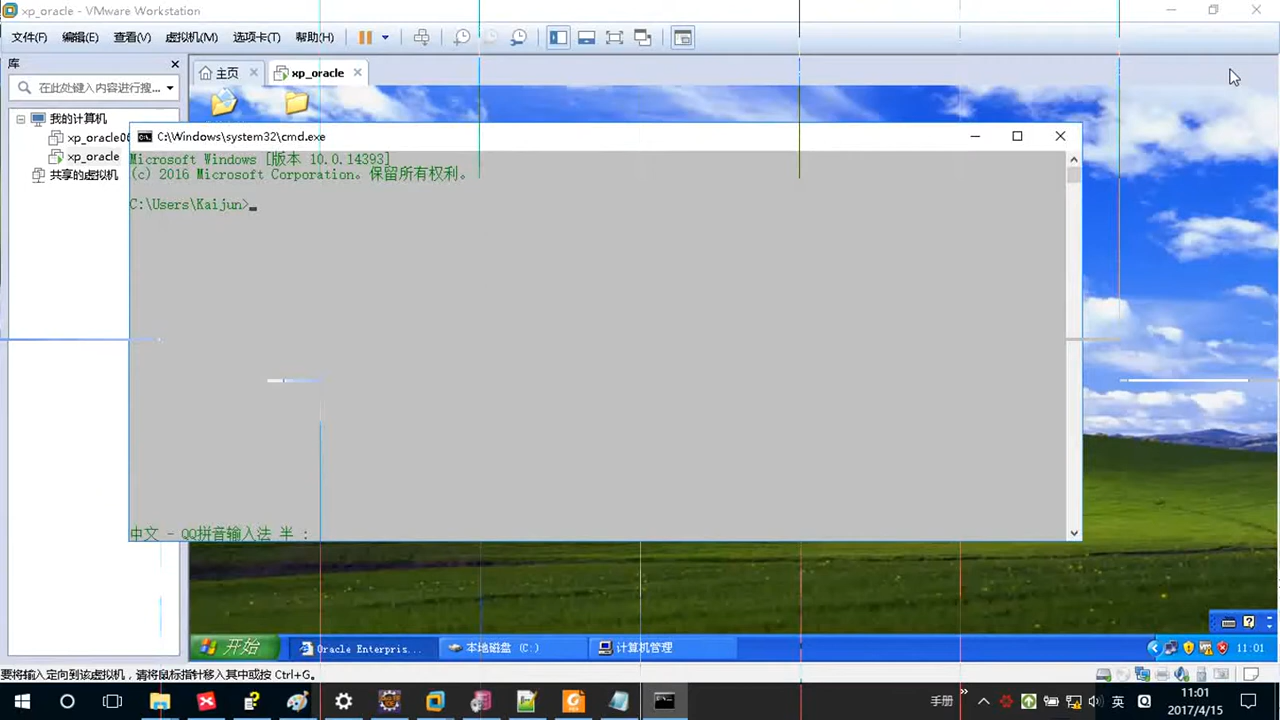 xp_oracle - VMware Workstation
文件(F) 编辑(E) 查看(V) 虚拟机(M) 选项卡(T) 帮助(H)
库
在此处键入内容进行搜...
主页
xp_oracle
我的计算机
xp_oracle0
xp_oracle
共享的虚拟机
C:\Windows\system32\cmd.exe
Microsoft Windows [版本 10.0.14393]
(c) 2016 Microsoft Corporation。保留所有权利。
C:\Users\Kaijun>
中文 - QQ拼音输入法 半 :
开始
Oracle Enterpris...
本地磁盘 (C:)
计算机管理
11:01
要将输入定向到该虚拟机，请将鼠标指针移入其中或按 Ctrl+G。
手册
英
11:01
2017/4/15